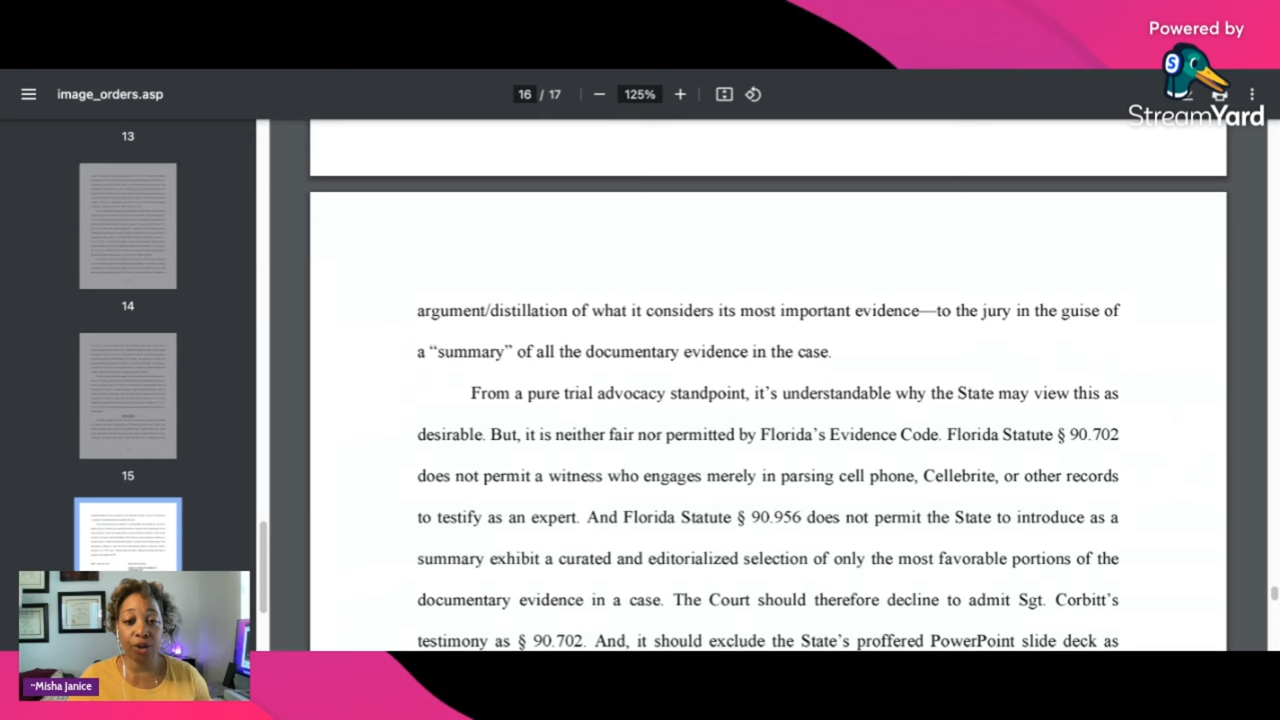 Powered by
StreamYard
image_orders.asp
16 / 17
125%
13
14
15
argument/distillation of what it considers its most important evidence—to the jury in the guise of
a “summary” of all the documentary evidence in the case.
From a pure trial advocacy standpoint, it’s understandable why the State may view this as
desirable. But, it is neither fair nor permitted by Florida’s Evidence Code. Florida Statute § 90.702
does not permit a witness who engages merely in parsing cell phone, Cellebrite, or other records
to testify as an expert. And Florida Statute § 90.956 does not permit the State to introduce as a
summary exhibit a curated and editorialized selection of only the most favorable portions of the
documentary evidence in a case. The Court should therefore decline to admit Sgt. Corbitt’s
testimony as § 90.702. And, it should exclude the State’s proffered PowerPoint slide deck as
~Misha Janice